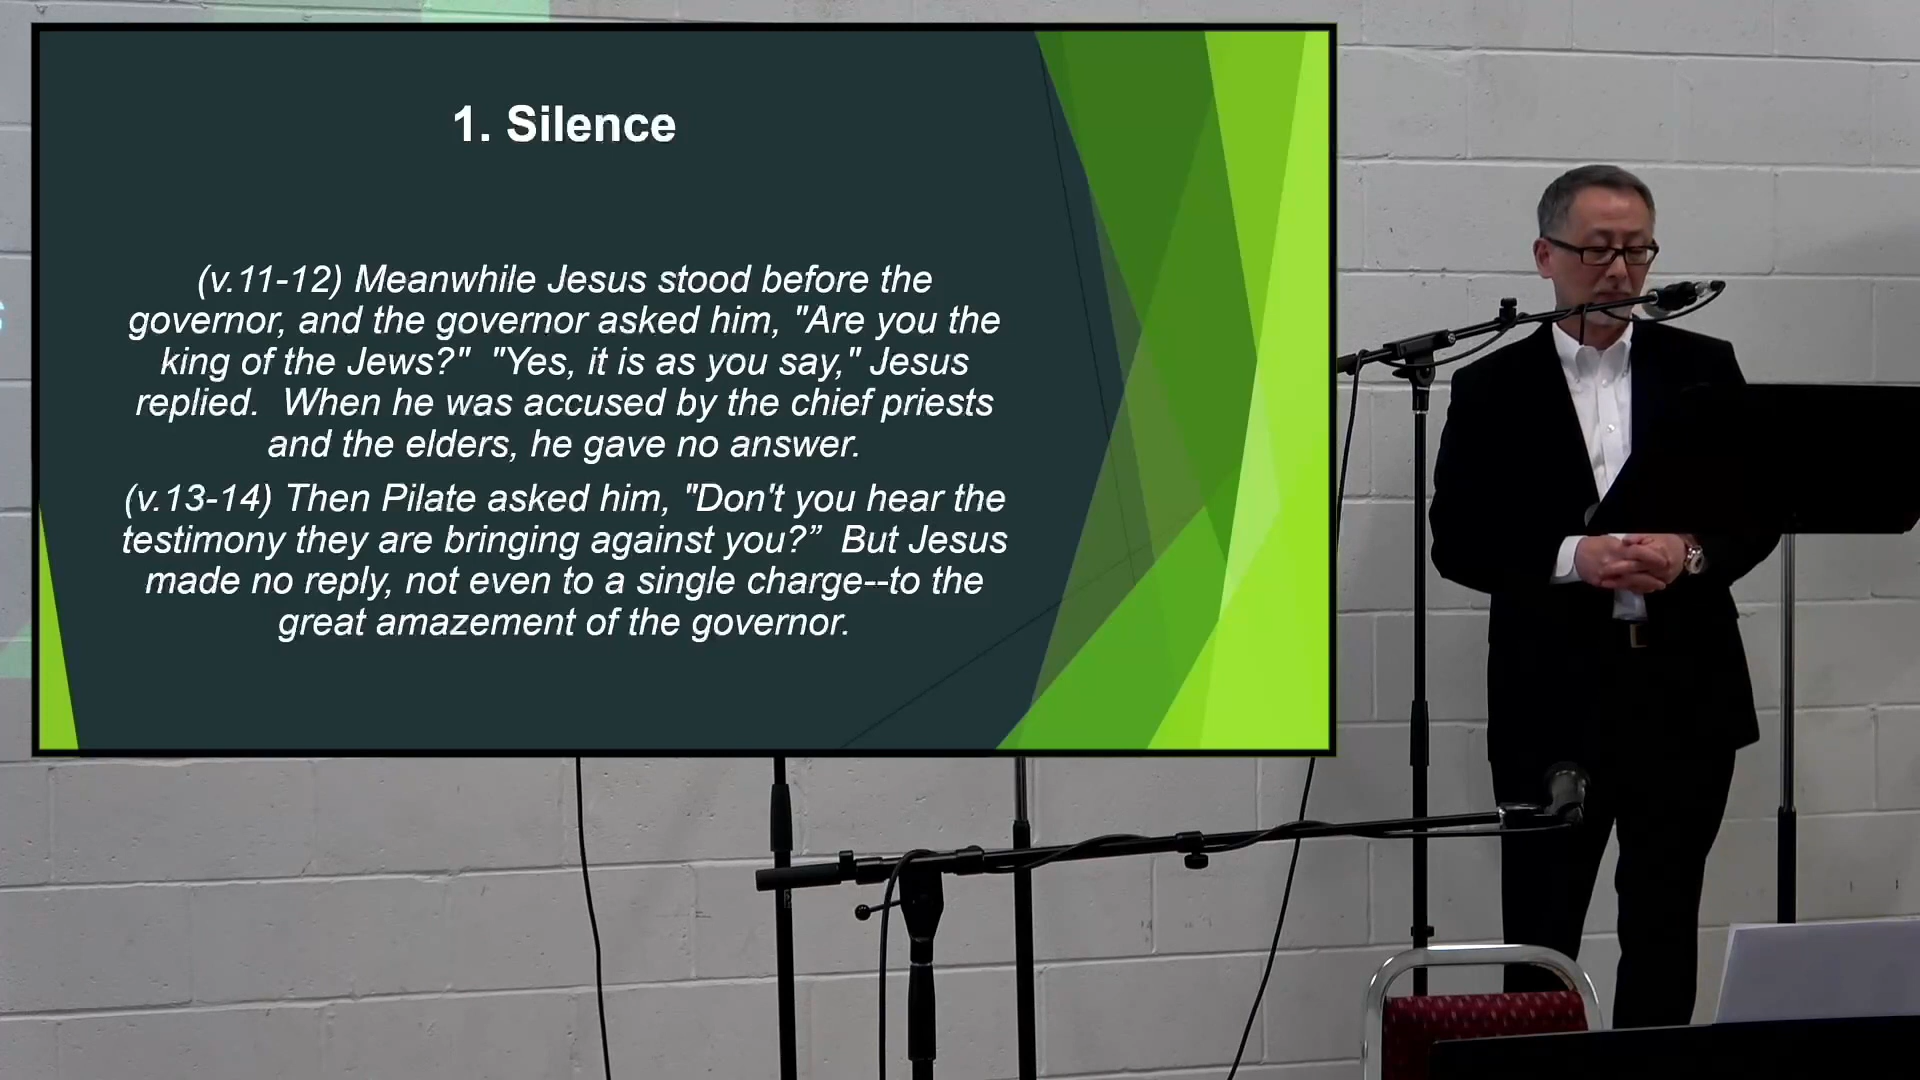 1. Silence
(v.11-12) Meanwhile Jesus stood before the
governor, and the governor asked him, "Are you the
king of the Jews?"  "Yes, it is as you say," Jesus
replied.  When he was accused by the chief priests
and the elders, he gave no answer.
(v.13-14) Then Pilate asked him, "Don't you hear the
testimony they are bringing against you?”  But Jesus
made no reply, not even to a single charge--to the
great amazement of the governor.